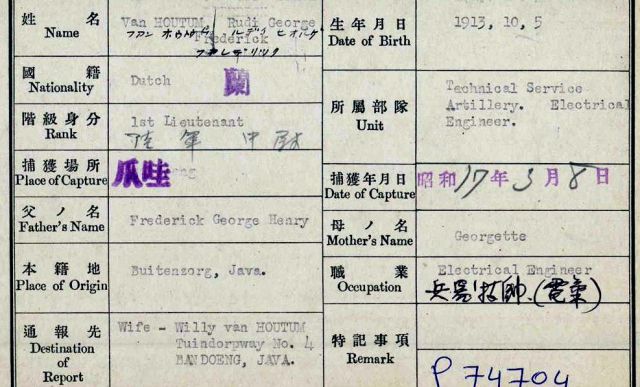 姓名
Name
Van HOUTUM, Rudi George
Frederick
ファン ホウトウム ルディ ヒオルゲ
フオレデリック
生年月日
Date of Birth
1913, 10, 5
國籍
Nationality
Dutch
蘭
所屬部隊
Unit
Technical Service
Artillery. Electrical
Engineer.
階級身分
Rank
1st Lieutenant
陸軍中尉
捕獲場所
Place of Capture
爪哇
捕獲年月日
Date of Capture
昭和17年3月8日
父ノ名
Father's Name
Frederick George Henry
母ノ名
Mother's Name
Georgette
本籍地
Place of Origin
Buitenzorg, Java.
職業
Occupation
Electrical Engineer
兵器技師.(電氣)
通報先
Destination of
Report
Wife - Willy van HOUTUM
Tuindorpway No. 4
BANDOENG, JAVA.
特記事項
Remark
P 74704